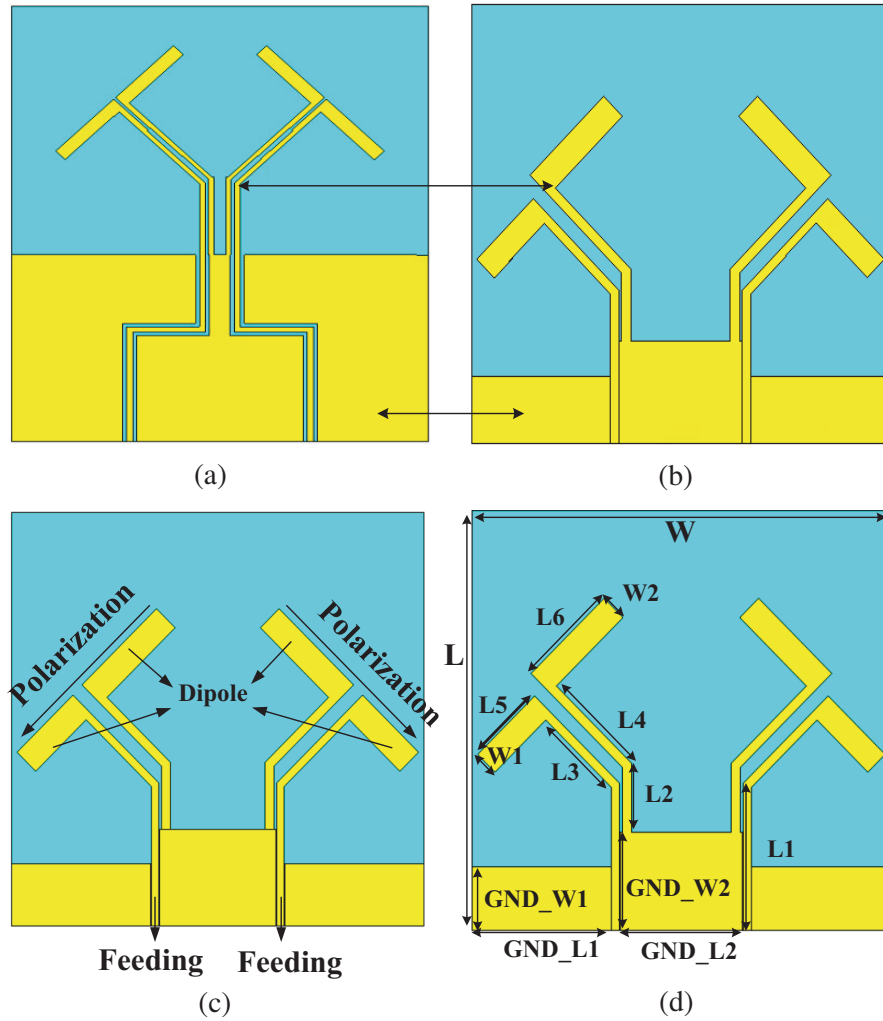 (a)
(b)
Polarization
Polarization
Dipole
Feeding
Feeding
(c)
W
L
L6
W2
L5
L4
W1
L3
L2
L1
GND_W1
GND_W2
GND_L1
GND_L2
(d)